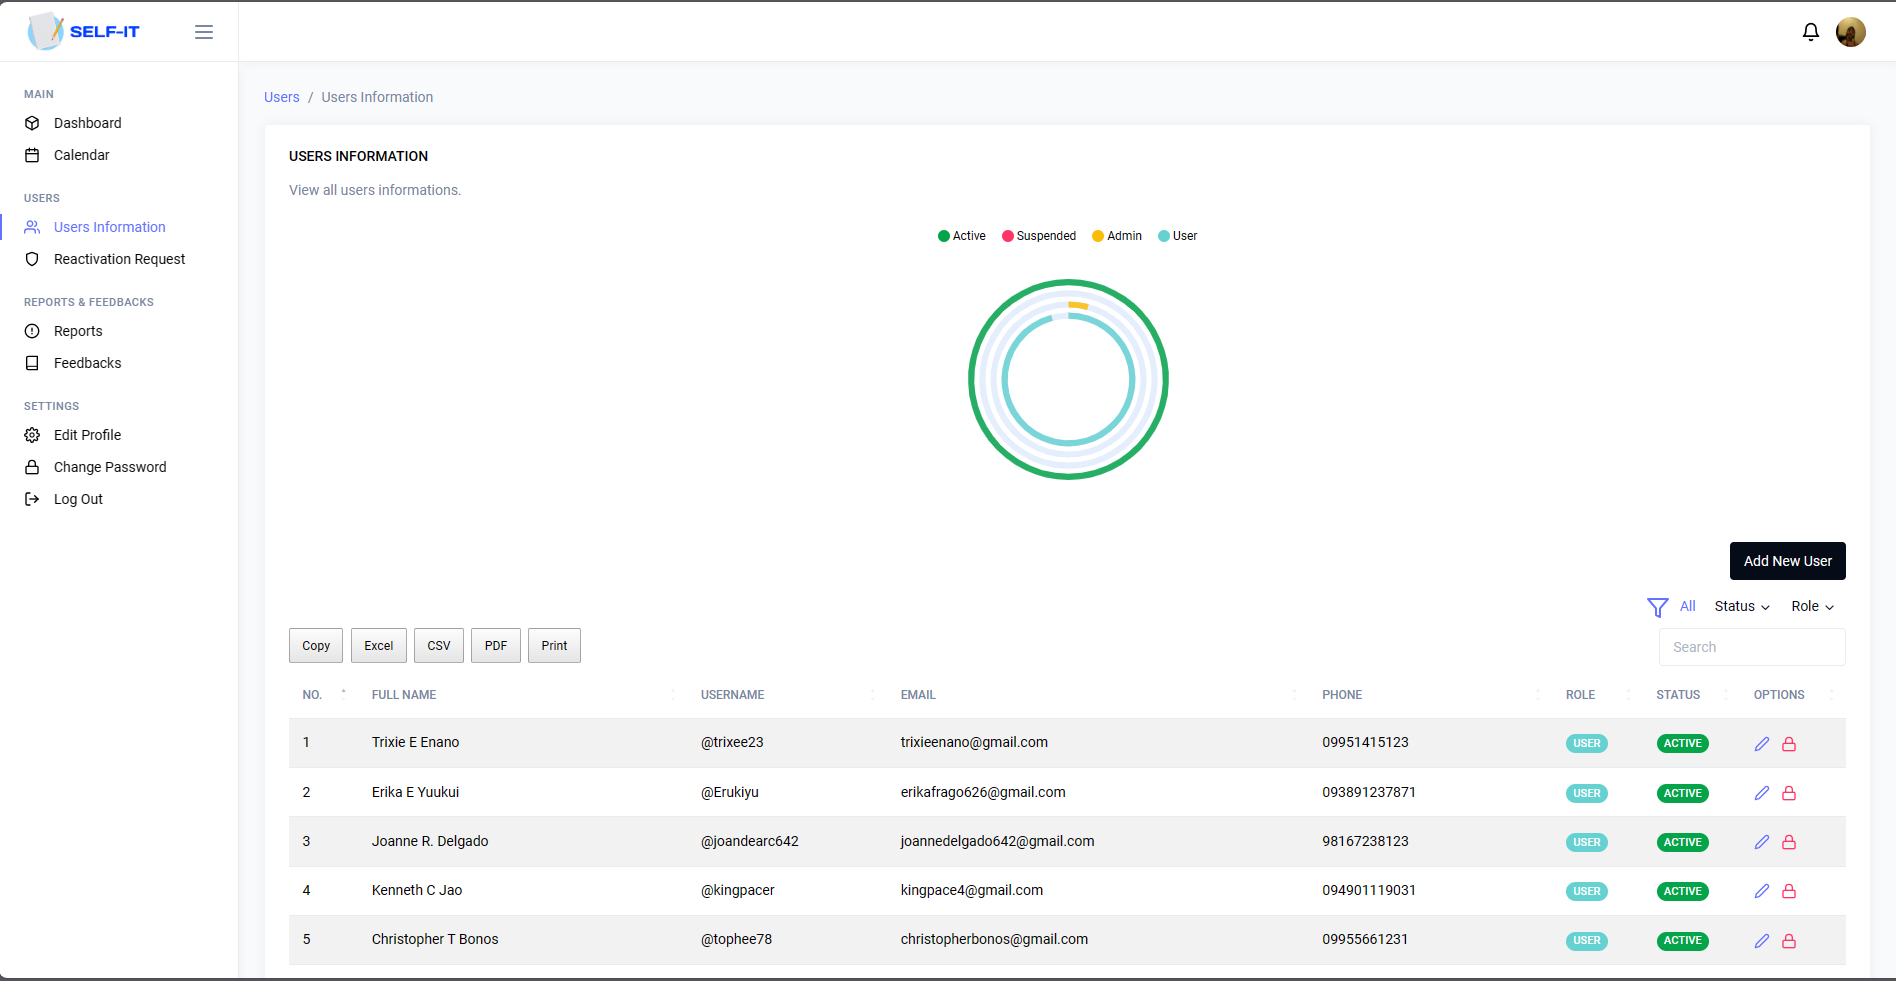 SELF-IT
MAIN
Dashboard
Calendar
USERS
Users Information
Reactivation Request
REPORTS & FEEDBACKS
Reports
Feedbacks
SETTINGS
Edit Profile
Change Password
Log Out
Users / Users Information
USERS INFORMATION
View all users informations.
Active Suspended Admin User
Add New User
All Status Role
Copy Excel CSV PDF Print
Search
NO. FULL NAME USERNAME EMAIL PHONE ROLE STATUS OPTIONS
1 Trixie E Enano @trixee23 trixieenano@gmail.com 09951415123 USER ACTIVE
2 Erika E Yuukui @Erukiyu erikafrago626@gmail.com 093891237871 USER ACTIVE
3 Joanne R. Delgado @joandearc642 joannedelgado642@gmail.com 98167238123 USER ACTIVE
4 Kenneth C Jao @kingpacer kingpace4@gmail.com 094901119031 USER ACTIVE
5 Christopher T Bonos @tophee78 christopherbonos@gmail.com 09955661231 USER ACTIVE